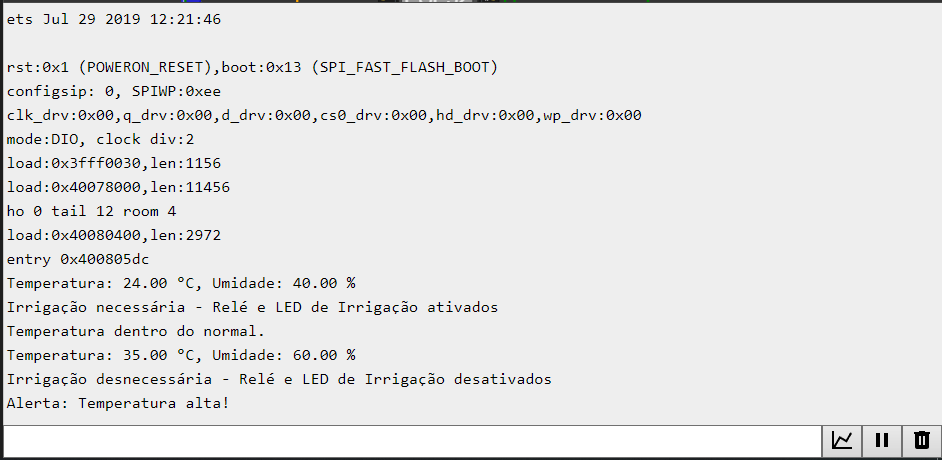 ets Jul 29 2019 12:21:46
rst:0x1 (POWERON_RESET),boot:0x13 (SPI_FAST_FLASH_BOOT)
configsip: 0, SPIWP:0xee
clk_drv:0x00,q_drv:0x00,d_drv:0x00,cs0_drv:0x00,hd_drv:0x00,wp_drv:0x00
mode:DIO, clock div:2
load:0x3fff0030,len:1156
load:0x40078000,len:11456
ho 0 tail 12 room 4
load:0x40080400,len:2972
entry 0x400805dc
Temperatura: 24.00 ºC, Umidade: 40.00 %
Irrigação necessária - Relé e LED de Irrigação ativados
Temperatura dentro do normal.
Temperatura: 35.00 ºC, Umidade: 60.00 %
Irrigação desnecessária - Relé e LED de Irrigação desativados
Alerta: Temperatura alta!